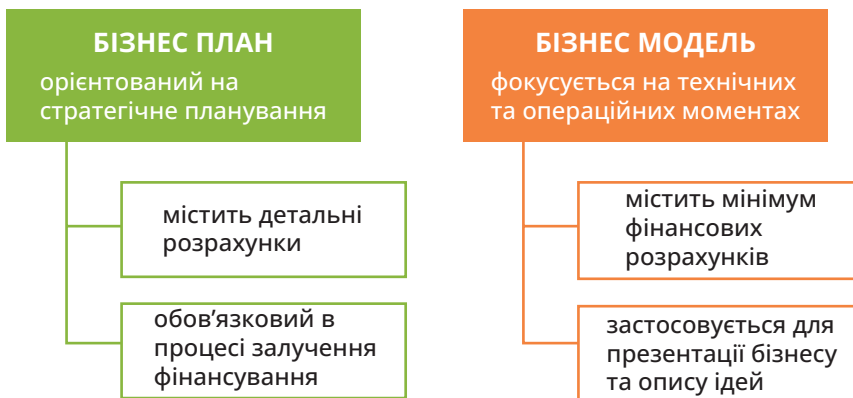 БІЗНЕС ПЛАН
орієнтований на
стратегічне планування
містить детальні
розрахунки
обов’язковий в
процесі залучення
фінансування
БІЗНЕС МОДЕЛЬ
фокусується на технічних
та операційних моментах
містить мінімум
фінансових
розрахунків
застосовується для
презентації бізнесу
та опису ідей